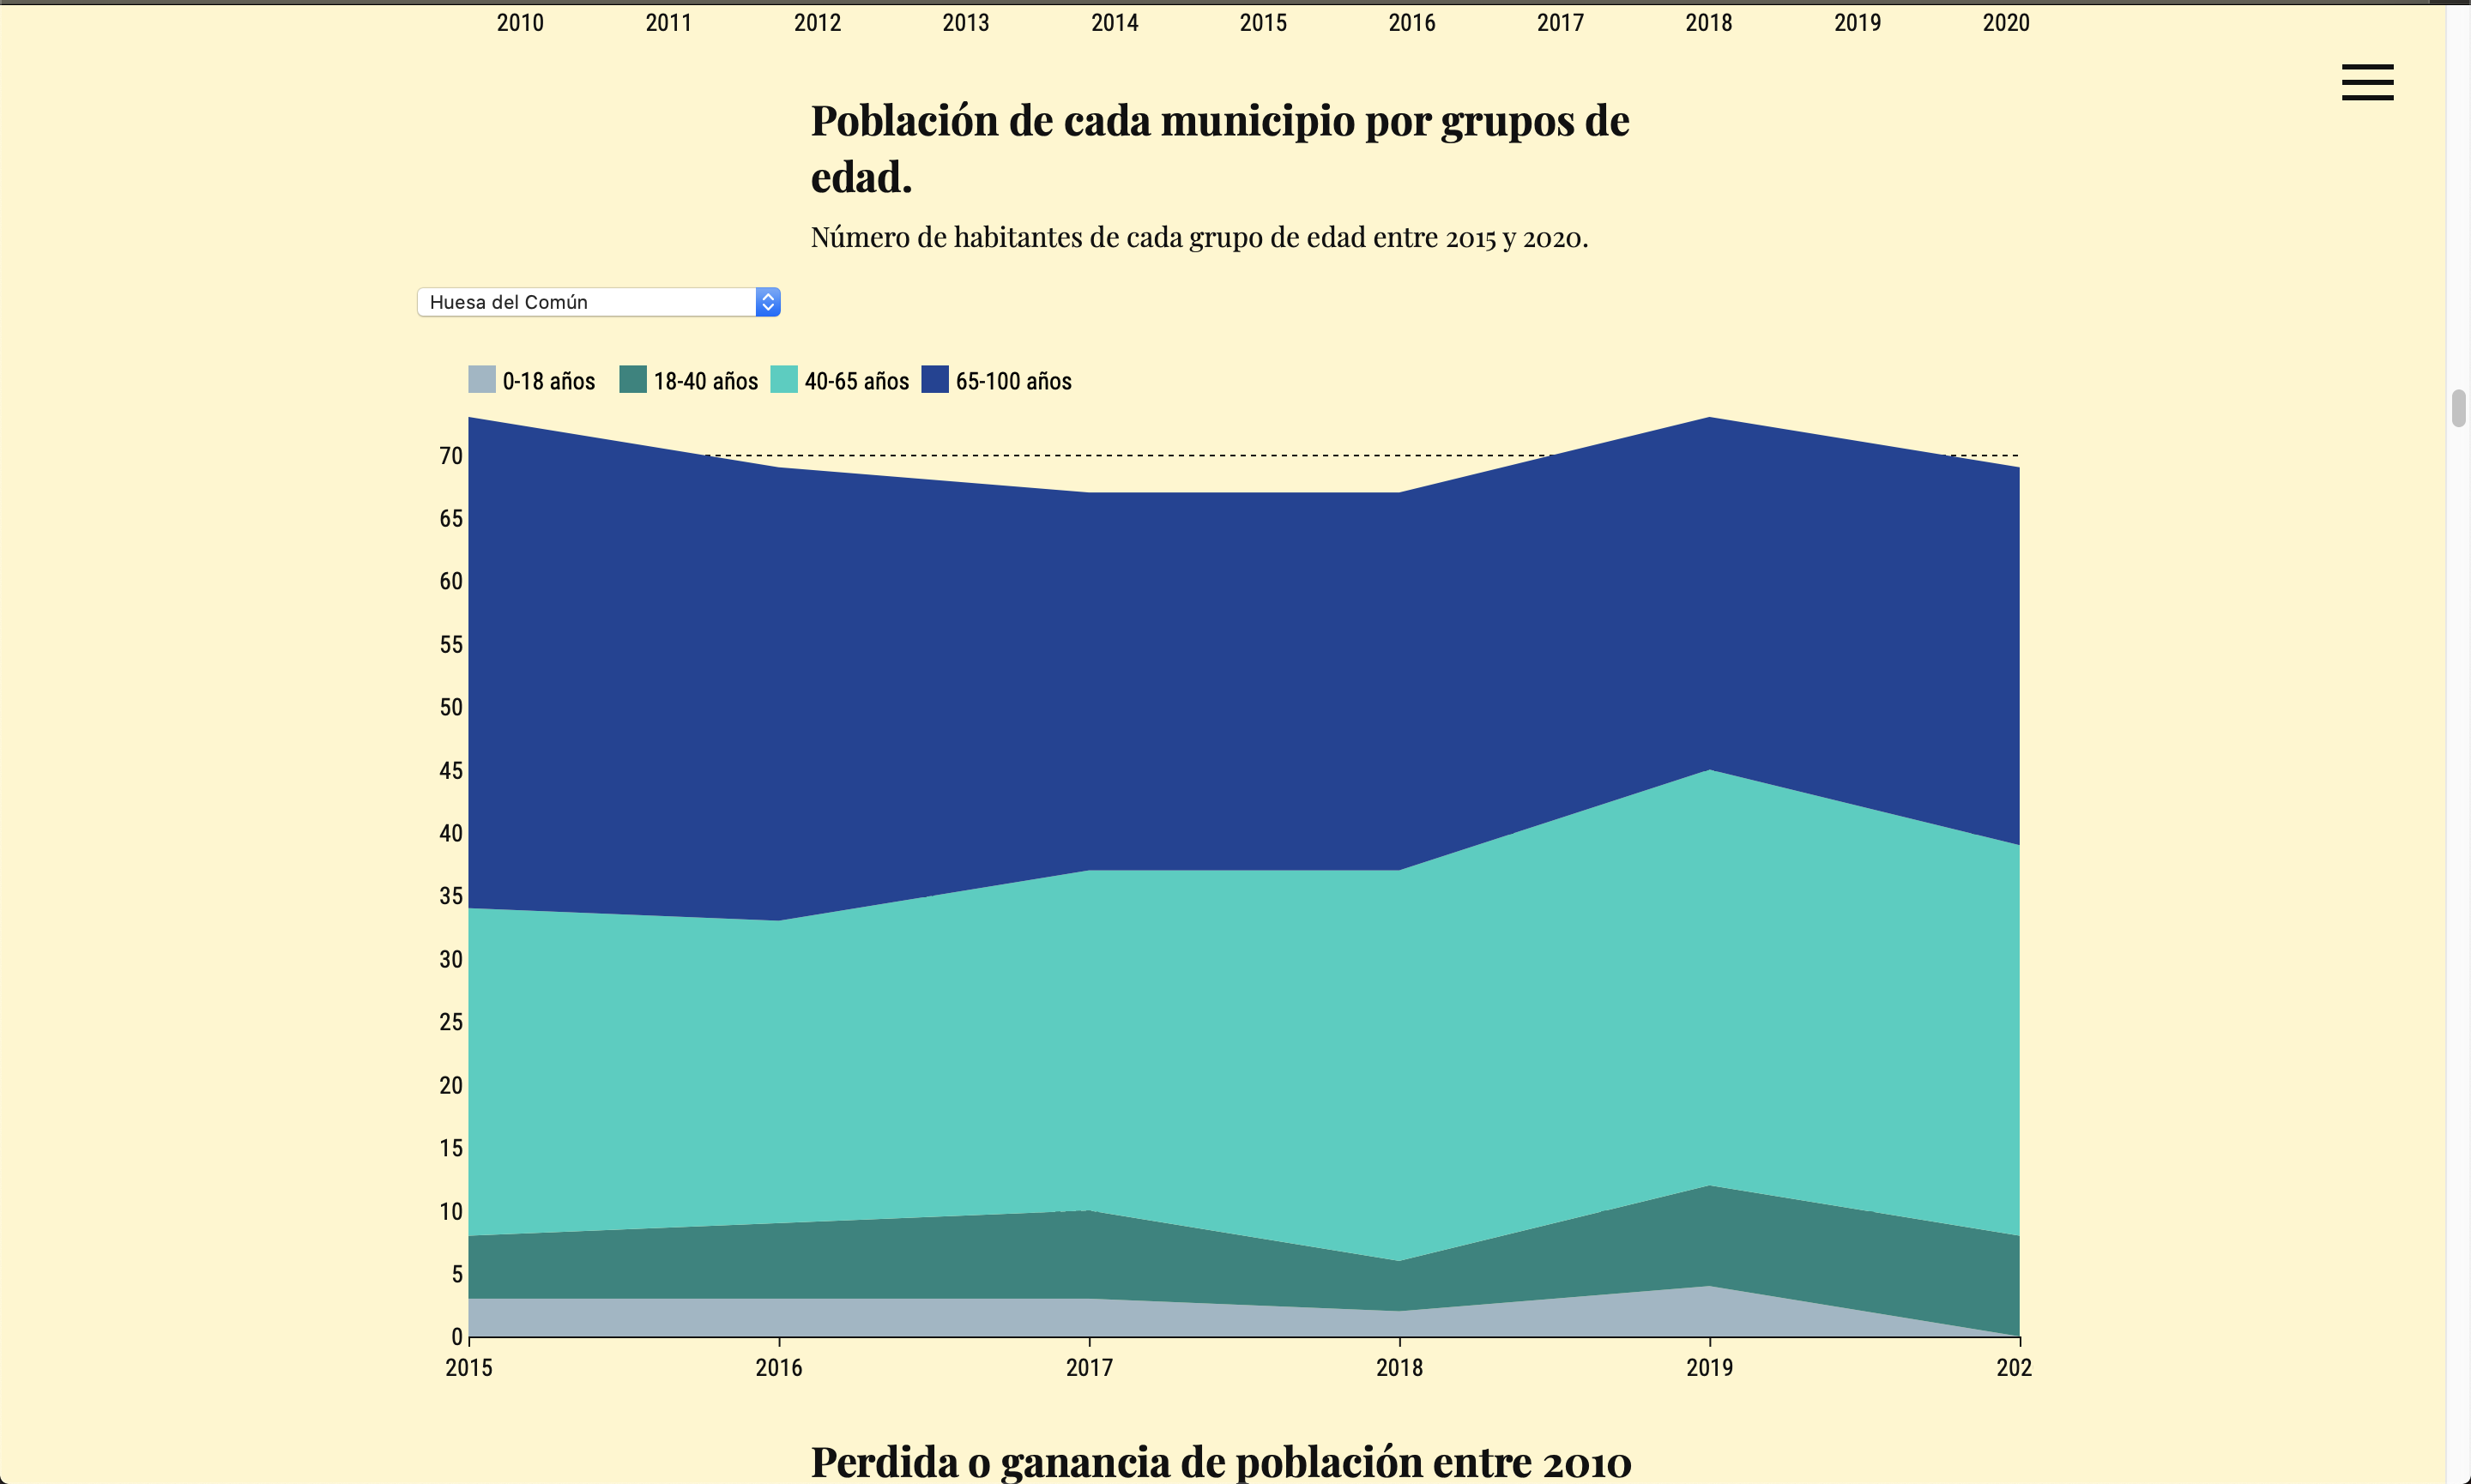 2010 2011 2012 2013 2014 2015 2016 2017 2018 2019 2020
Población de cada municipio por grupos de
edad.
Número de habitantes de cada grupo de edad entre 2015 y 2020.
Huesa del Común
0-18 años 18-40 años 40-65 años 65-100 años
70
65
60
55
50
45
40
35
30
25
20
15
10
5
0
2015 2016 2017 2018 2019 202
Perdida o ganancia de población entre 2010